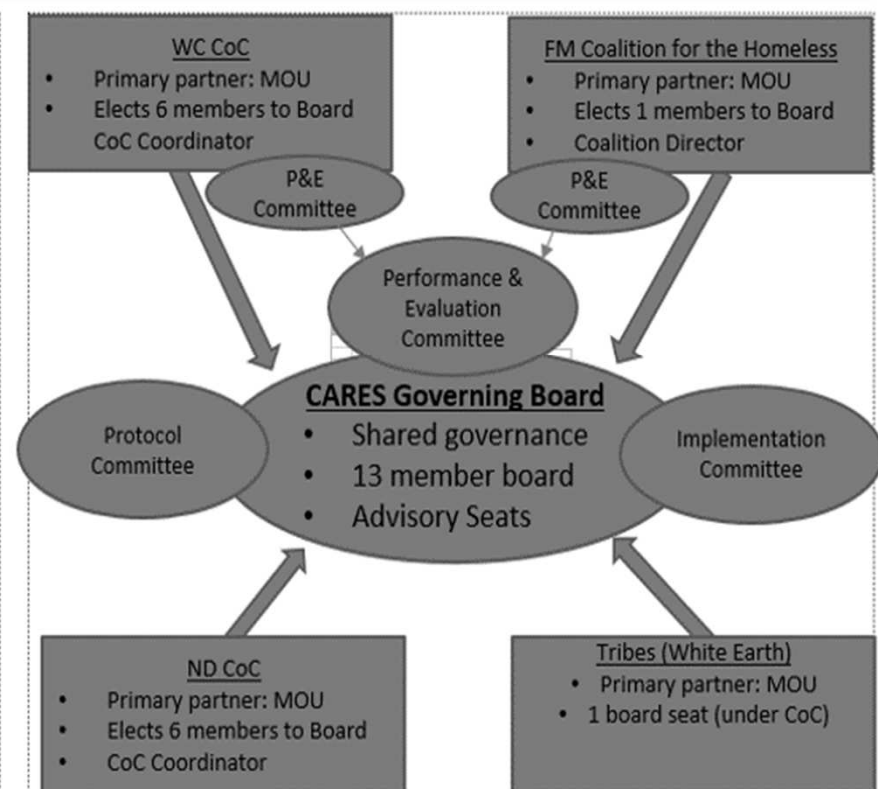 WC CoC
• Primary partner: MOU
• Elects 6 members to Board
CoC Coordinator
FM Coalition for the Homeless
• Primary partner: MOU
• Elects 1 members to Board
• Coalition Director
P&E
Committee
P&E
Committee
Performance &
Evaluation
Committee
CARES Governing Board
• Shared governance
• 13 member board
• Advisory Seats
Protocol
Committee
Implementation
Committee
ND CoC
• Primary partner: MOU
• Elects 6 members to Board
• CoC Coordinator
Tribes (White Earth)
• Primary partner: MOU
• 1 board seat (under CoC)